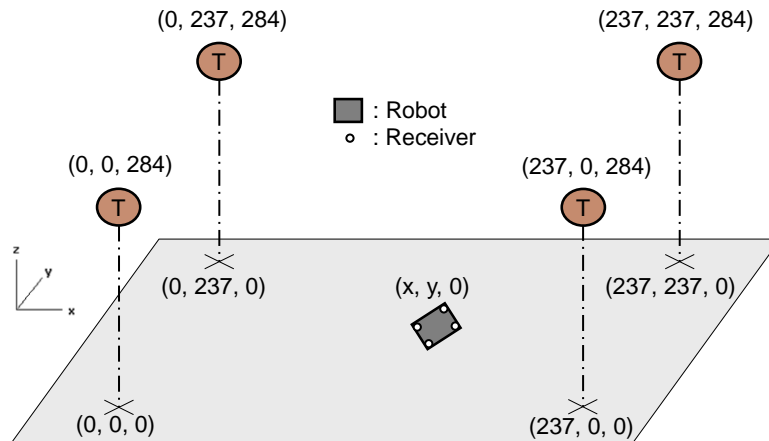 (0, 237, 284)
(237, 237, 284)
T
T
: Robot
: Receiver
(0, 0, 284)
(237, 0, 284)
T
T
z
y
x
(0, 237, 0)
(x, y, 0)
(237, 237, 0)
(0, 0, 0)
(237, 0, 0)